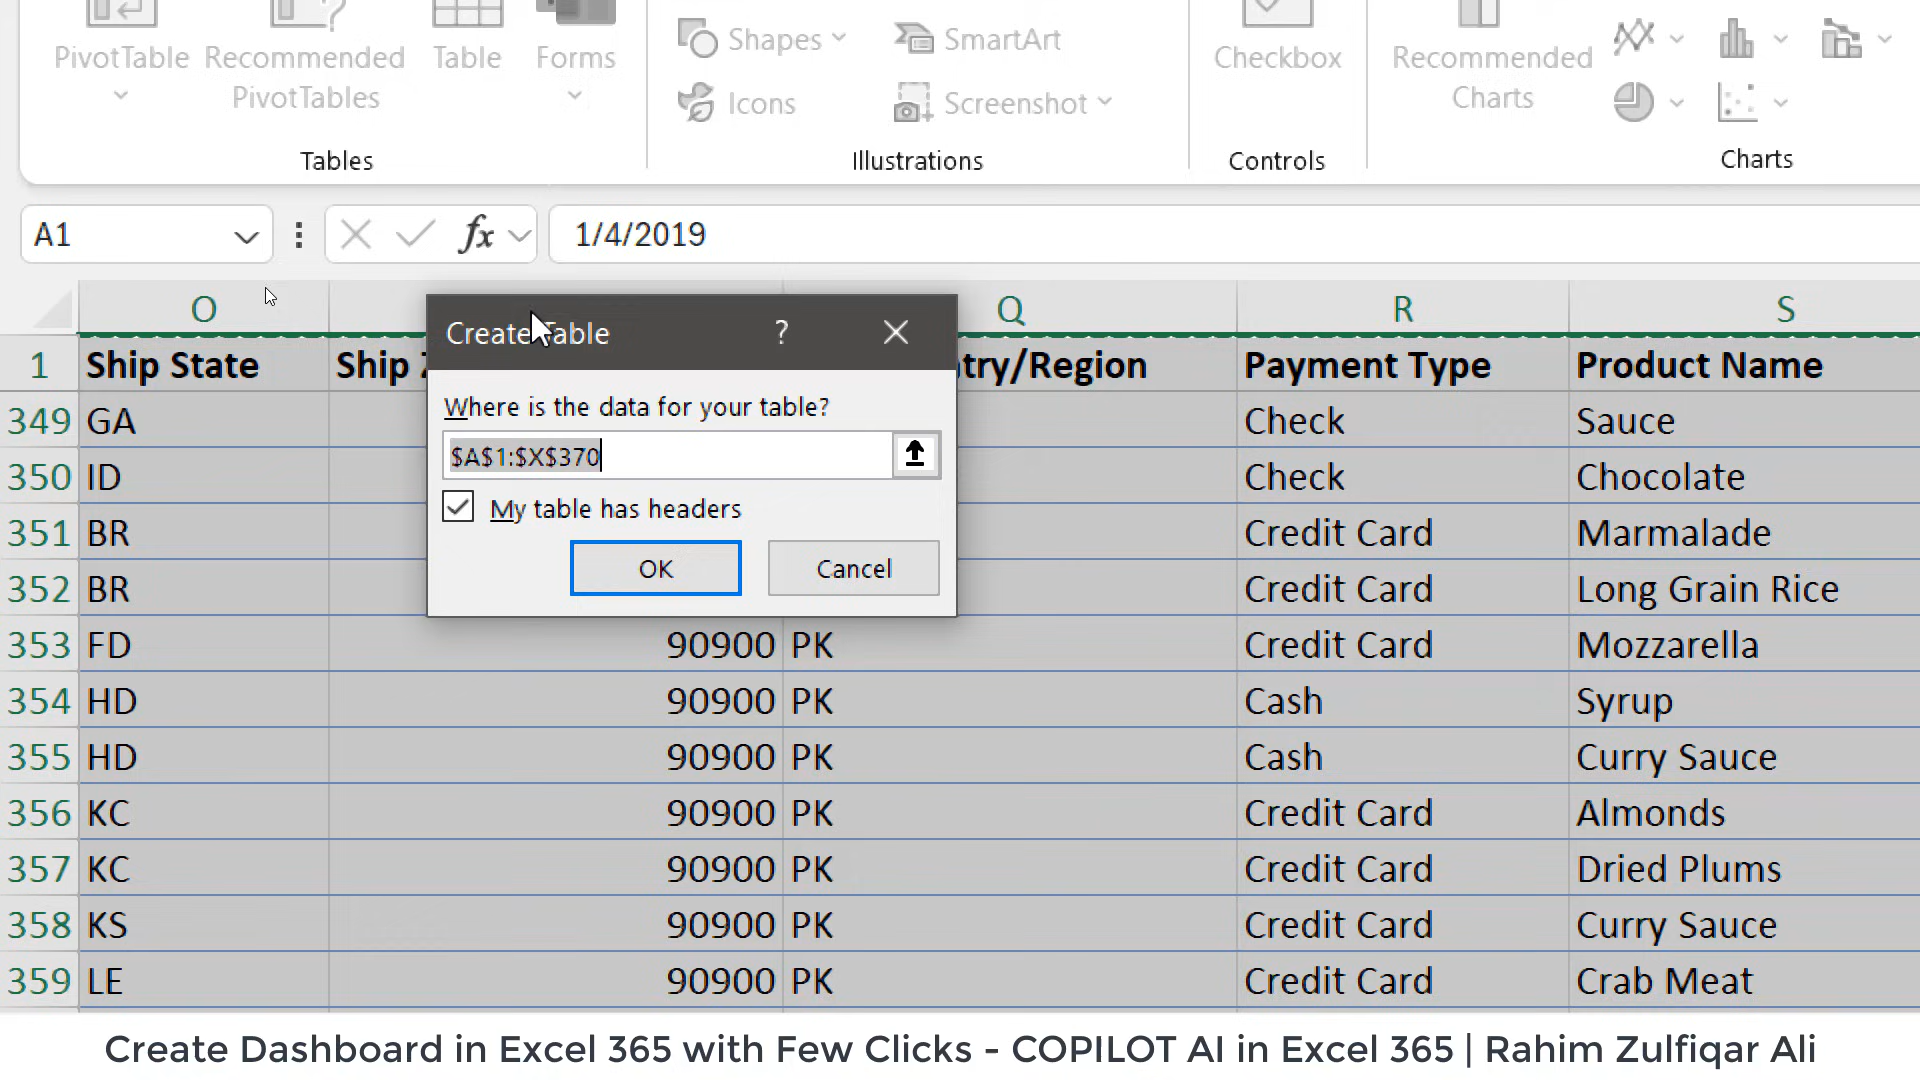 PivotTable
Recommended
PivotTables
Table
Forms
Tables
Shapes
Icons
SmartArt
Screenshot
Illustrations
Checkbox
Controls
Recommended
Charts
Charts
A1
fx
1/4/2019
O Q R S
1 Ship State Ship try/Region Payment Type Product Name
Create Table ?
Where is the data for your table?
$A$1:$X$370
My table has headers
OK Cancel
349 GA Check Sauce
350 ID Check Chocolate
351 BR Credit Card Marmalade
352 BR Credit Card Long Grain Rice
353 FD 90900 PK Credit Card Mozzarella
354 HD 90900 PK Cash Syrup
355 HD 90900 PK Cash Curry Sauce
356 KC 90900 PK Credit Card Almonds
357 KC 90900 PK Credit Card Dried Plums
358 KS 90900 PK Credit Card Curry Sauce
359 LE 90900 PK Credit Card Crab Meat
Create Dashboard in Excel 365 with Few Clicks - COPILOT AI in Excel 365 | Rahim Zulfiqar Ali